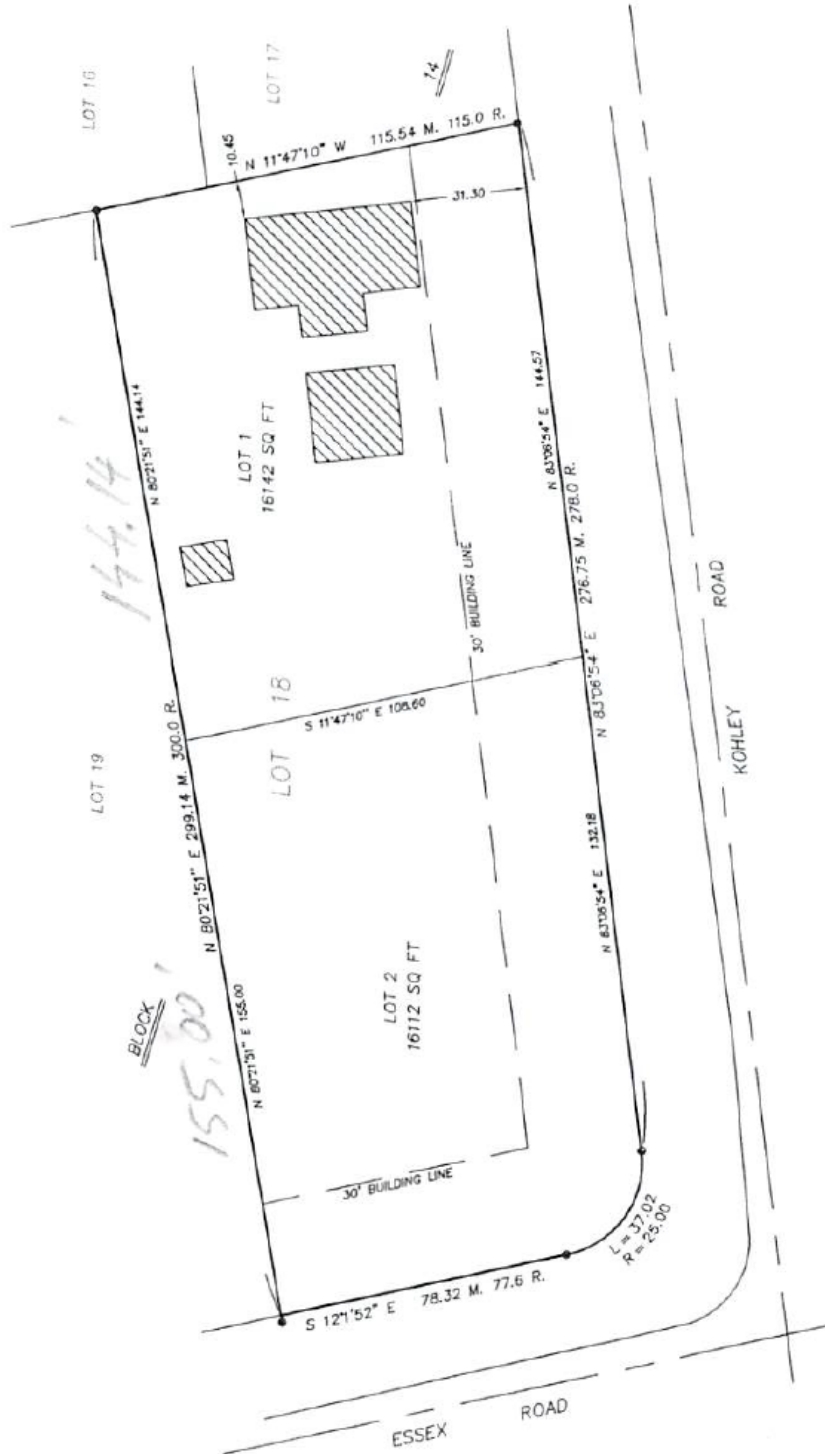 LOT 16
LOT 17
14
N 11°47'10" W 115.54 M. 115.0 R.
10.45
31.30
N 80°21'51" E 144.14
144.14'
LOT 1
16142 SQ FT
N 83°06'54" E 144.57
30' BUILDING LINE
N 83°06'54" E 276.75 M. 278.0 R.
KOHLEY ROAD
LOT 19
N 80°21'51" E 299.14 M. 300.0 R.
LOT 18
S 11°47'10" E 108.60
BLOCK
155.00'
N 80°21'51" E 155.00
LOT 2
16112 SQ FT
N 83°06'54" E 132.18
30' BUILDING LINE
L = 37.02
R = 25.00
S 12°1'52" E 78.32 M. 77.6 R.
ESSEX ROAD